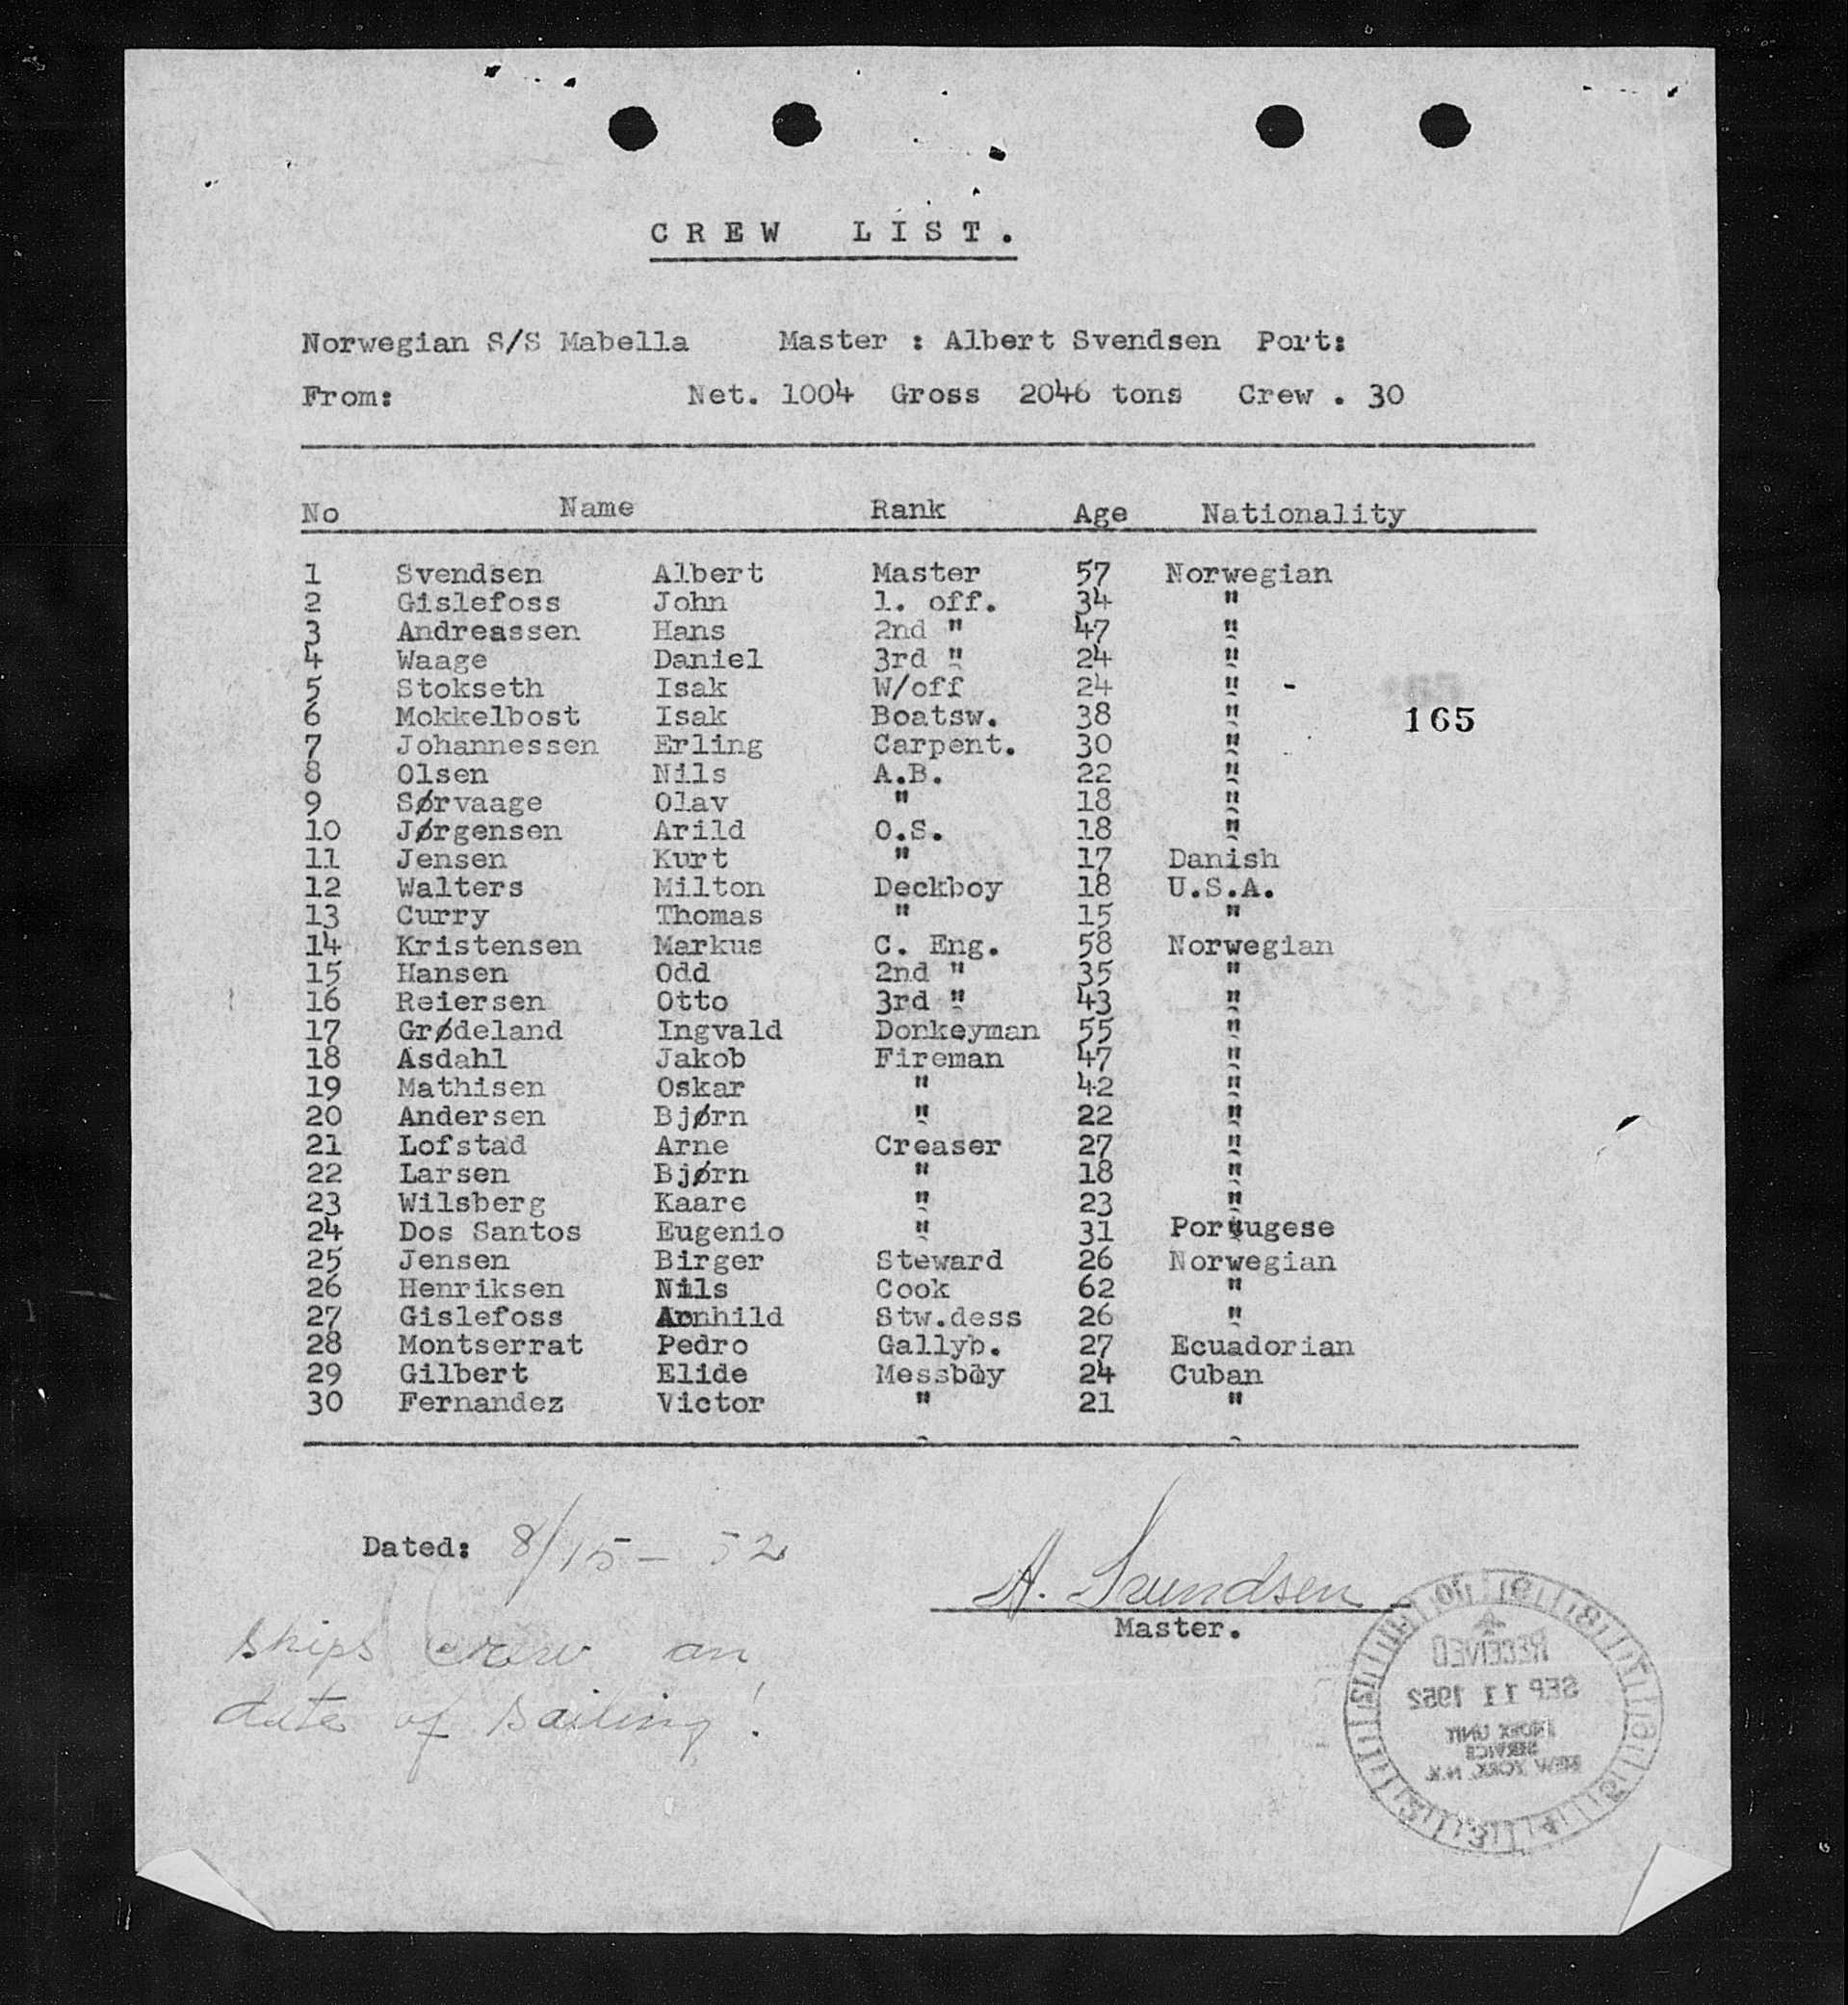 CREW LIST.
Norwegian S/S Mabella Master : Albert Svendsen Port:
From: Net. 1004 Gross 2046 tons Crew . 30
No Name Rank Age Nationality
1 Svendsen Albert Master 57 Norwegian
2 Gislefoss John 1. off. 34 "
3 Andreassen Hans 2nd " 47 "
4 Waage Daniel 3rd " 24 "
5 Stokseth Isak W/off 24 " -
6 Mokkelbost Isak Boatsw. 38 "
165
7 Johannessen Erling Carpent. 30 "
8 Olsen Nils A.B. 22 "
9 Sørvaage Olav " 18 "
10 Jørgensen Arild O.S. 18 "
11 Jensen Kurt " 17 Danish
12 Walters Milton Deckboy 18 U.S.A.
13 Curry Thomas " 15 "
14 Kristensen Markus C. Eng. 58 Norwegian
15 Hansen Odd 2nd " 35 "
16 Reiersen Otto 3rd " 43 "
17 Grødeland Ingvald Donkeyman 55 "
18 Asdahl Jakob Fireman 47 "
19 Mathisen Oskar " 42 "
20 Andersen Bjørn " 22 "
21 Lofstad Arne Creaser 27 "
22 Larsen Bjørn " 18 "
23 Wilsberg Kaare " 23 "
24 Dos Santos Eugenio " 31 Portugese
25 Jensen Birger Steward 26 Norwegian
26 Henriksen Nils Cook 62 "
27 Gislefoss Arnhild Stw.dess 26 "
28 Montserrat Pedro Gallyb. 27 Ecuadorian
29 Gilbert Elide Messboy 24 Cuban
30 Fernandez Victor " 21 "
Dated: 8/15 - 52
A. Svendsen
Master.
ships crew on
date of sailing!
RECEIVED
SEP 11 1952
INDEX UNIT
SERVICE
NEW YORK, N.Y.